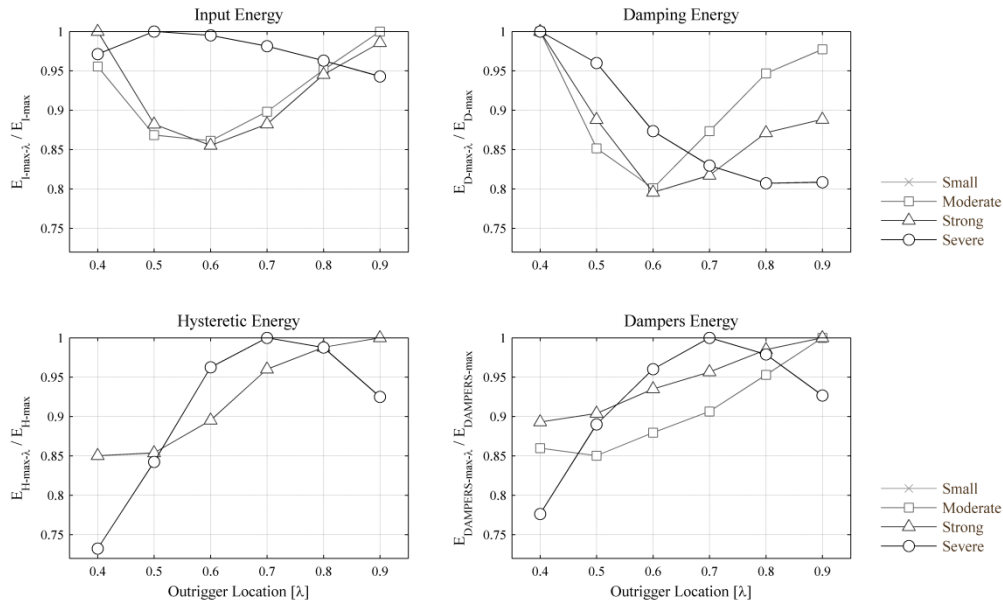 Input Energy
E_I-max-λ / E_I-max
1
0.95
0.9
0.85
0.8
0.75
0.4 0.5 0.6 0.7 0.8 0.9
Damping Energy
E_D-max-λ / E_D-max
1
0.95
0.9
0.85
0.8
0.75
0.4 0.5 0.6 0.7 0.8 0.9
Small
Moderate
Strong
Severe
Hysteretic Energy
E_H-max-λ / E_H-max
1
0.95
0.9
0.85
0.8
0.75
0.4 0.5 0.6 0.7 0.8 0.9
Outrigger Location [λ]
Dampers Energy
E_DAMPERS-max-λ / E_DAMPERS-max
1
0.95
0.9
0.85
0.8
0.75
0.4 0.5 0.6 0.7 0.8 0.9
Outrigger Location [λ]
Small
Moderate
Strong
Severe